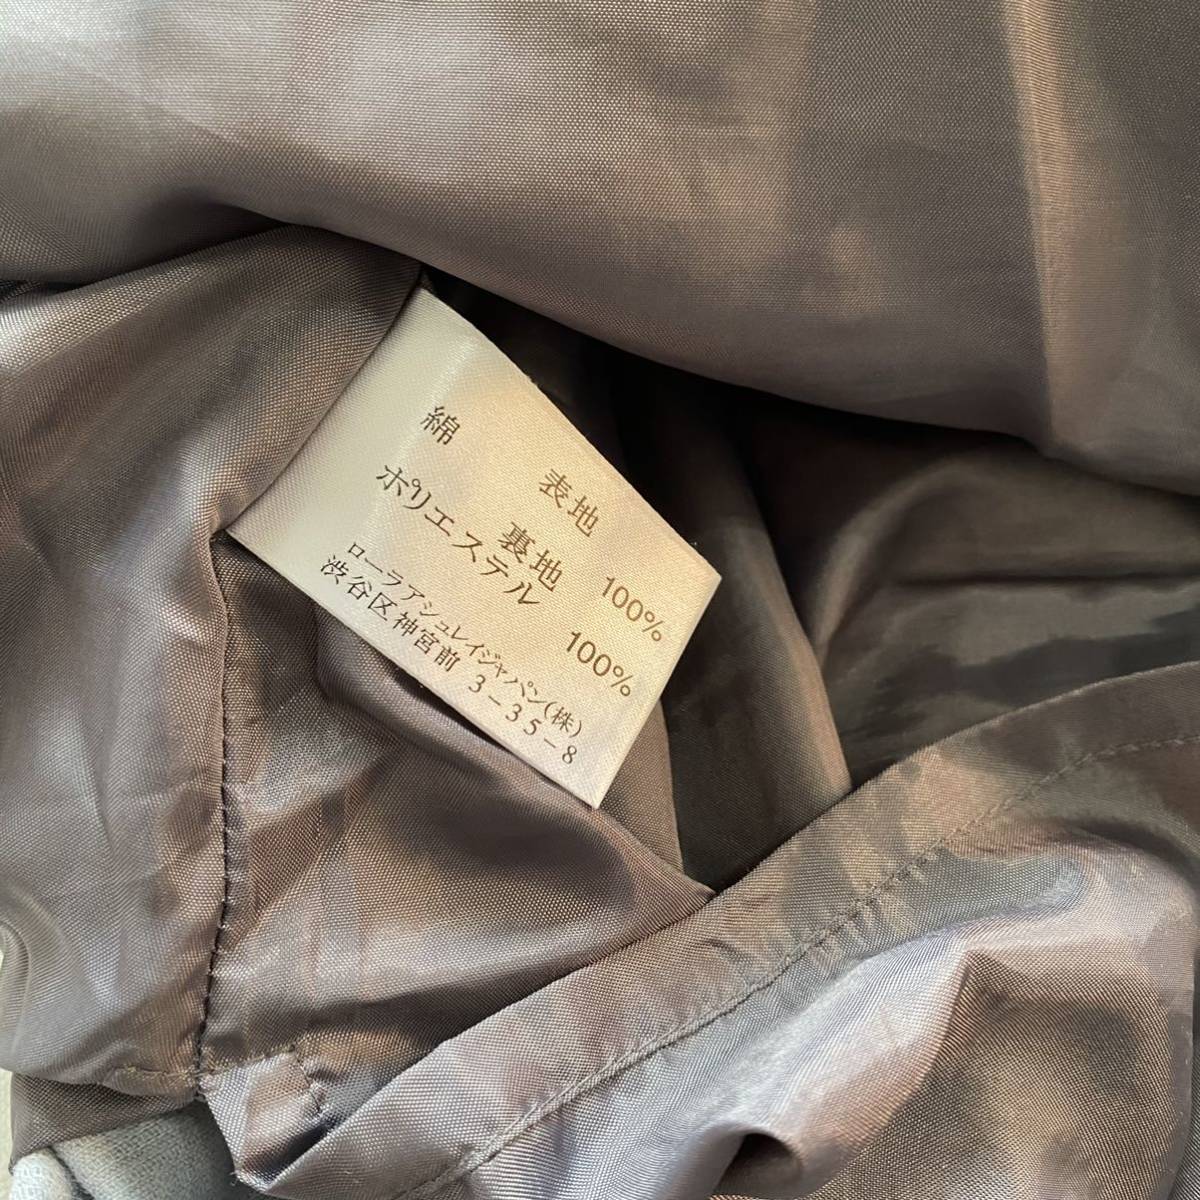 表地
綿 100%
裏地
ポリエステル 100%
ローラアシュレイジャパン(株)
渋谷区神宮前 3-35-8